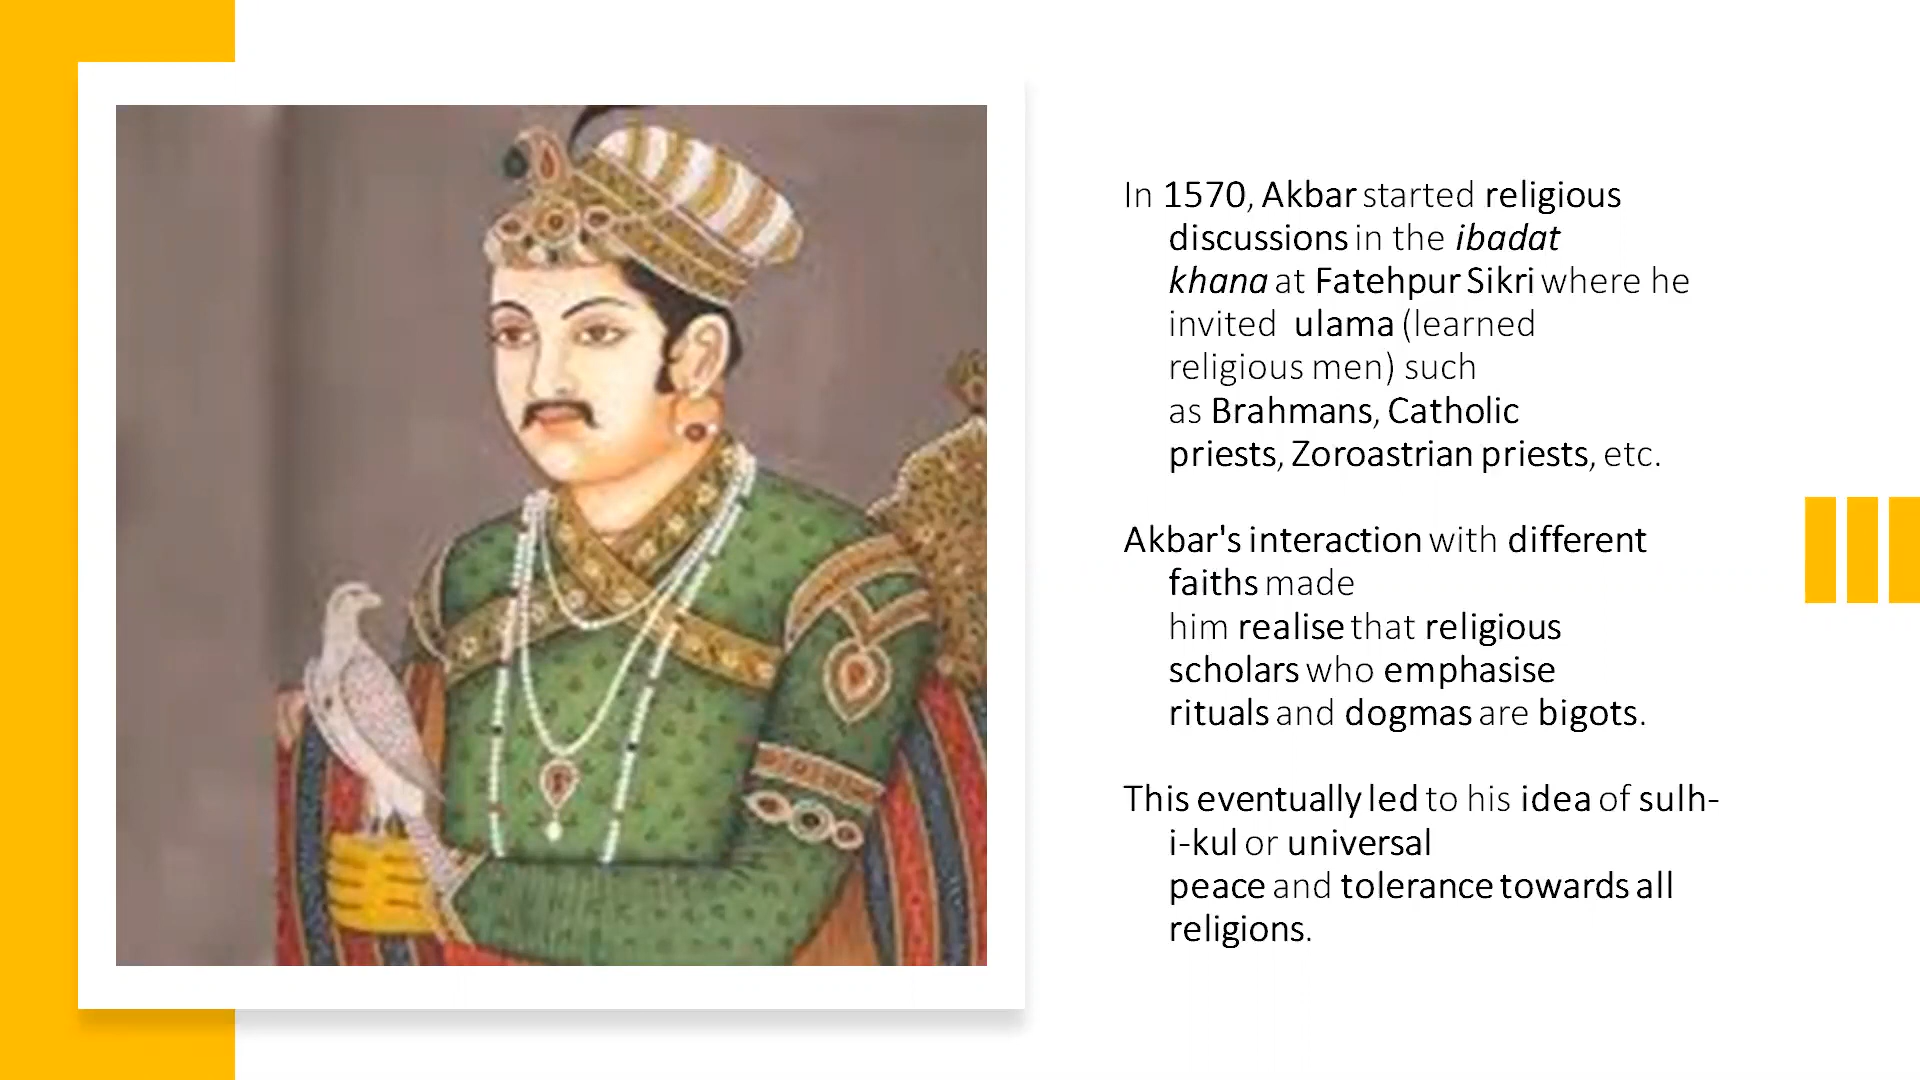 In 1570, Akbar started religious
discussions in the ibadat
khana at Fatehpur Sikri where he
invited  ulama (learned
religious men) such
as Brahmans, Catholic
priests, Zoroastrian priests, etc.
Akbar's interaction with different
faiths made
him realise that religious
scholars who emphasise
rituals and dogmas are bigots.
This eventually led to his idea of sulh-
i-kul or universal
peace and tolerance towards all
religions.